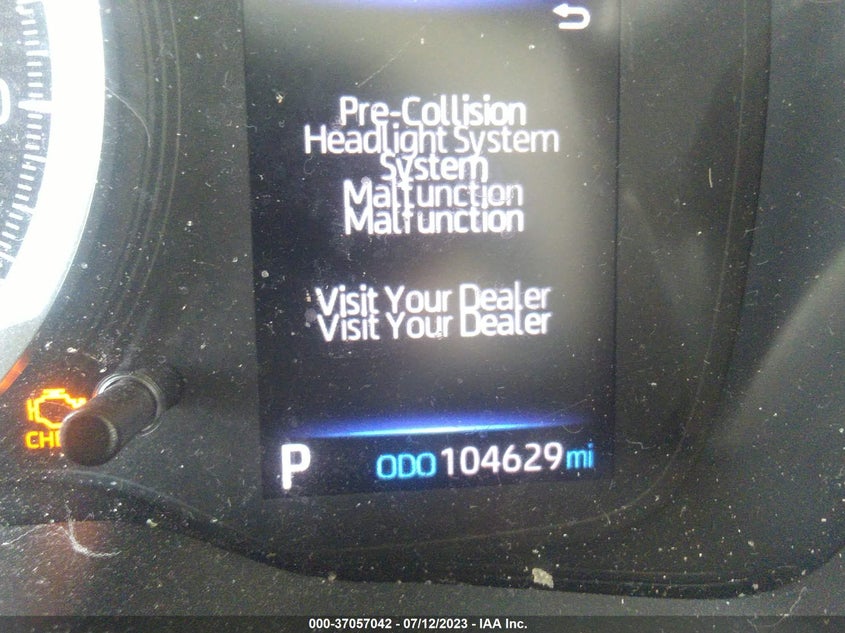 Pre-Collision
Headlight System
System
Malfunction
Malfunction
Visit Your Dealer
Visit Your Dealer
P ODO 104629 mi
000-37057042 - 07/12/2023 - IAA Inc.